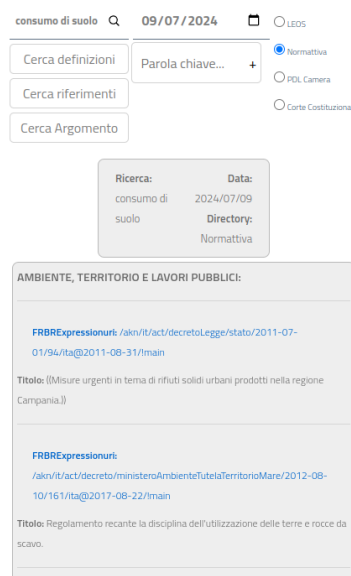 consumo di suolo 09/07/2024 LEOS
Normattiva
Cerca definizioni Parola chiave... +
PDL Camera
Cerca riferimenti
Corte Costituziona
Cerca Argomento
Ricerca: Data:
consumo di 2024/07/09
suolo Directory:
Normattiva
AMBIENTE, TERRITORIO E LAVORI PUBBLICI:
FRBRExpressionuri: /akn/it/act/decretoLegge/stato/2011-07-
01/94/ita@2011-08-31/!main
Titolo: ((Misure urgenti in tema di rifiuti solidi urbani prodotti nella regione
Campania.))
FRBRExpressionuri:
/akn/it/act/decreto/ministeroAmbienteTutelaTerritorioMare/2012-08-
10/161/ita@2017-08-22/!main
Titolo: Regolamento recante la disciplina dell'utilizzazione delle terre e rocce da
scavo.